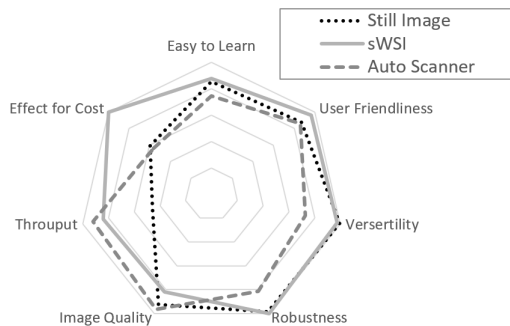 Still Image
sWSI
Auto Scanner
Easy to Learn
User Friendliness
Versertility
Robustness
Image Quality
Throuput
Effect for Cost